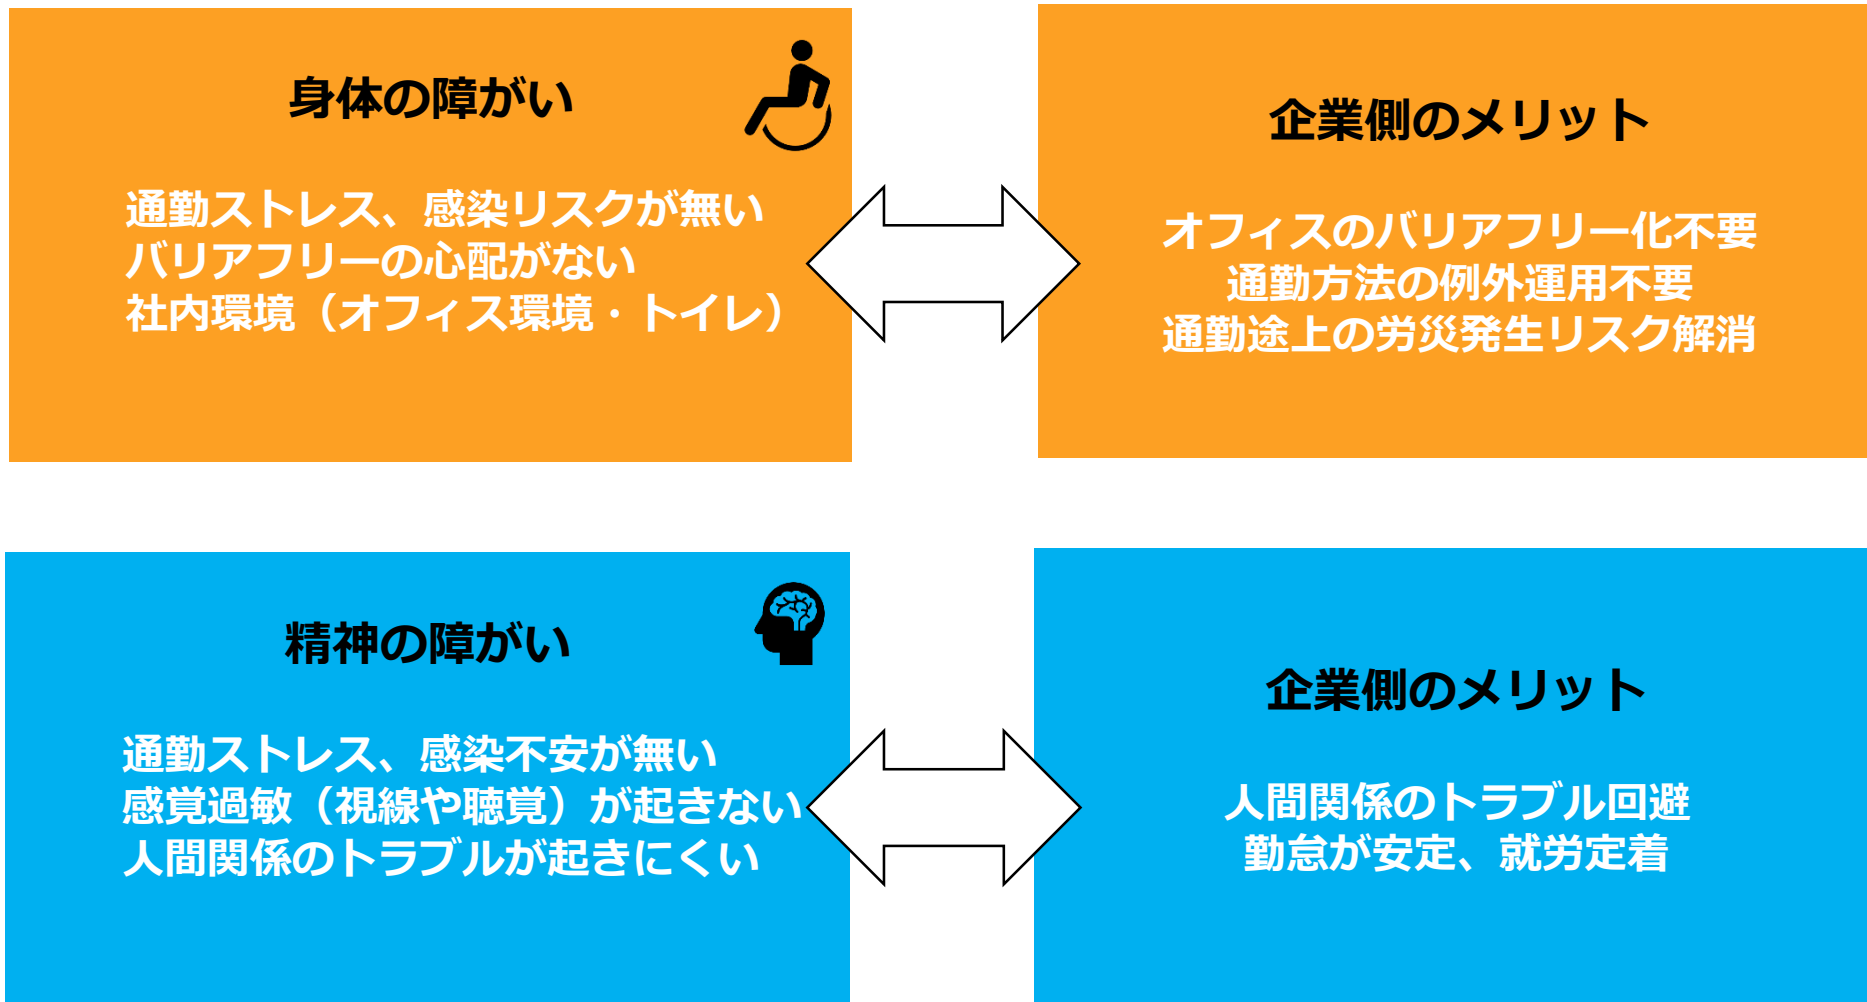 身体の障がい
通勤ストレス、感染リスクが無い
バリアフリーの心配がない
社内環境（オフィス環境・トイレ）
企業側のメリット
オフィスのバリアフリー化不要
通勤方法の例外運用不要
通勤途上の労災発生リスク解消
精神の障がい
通勤ストレス、感染不安が無い
感覚過敏（視線や聴覚）が起きない
人間関係のトラブルが起きにくい
企業側のメリット
人間関係のトラブル回避
勤怠が安定、就労定着